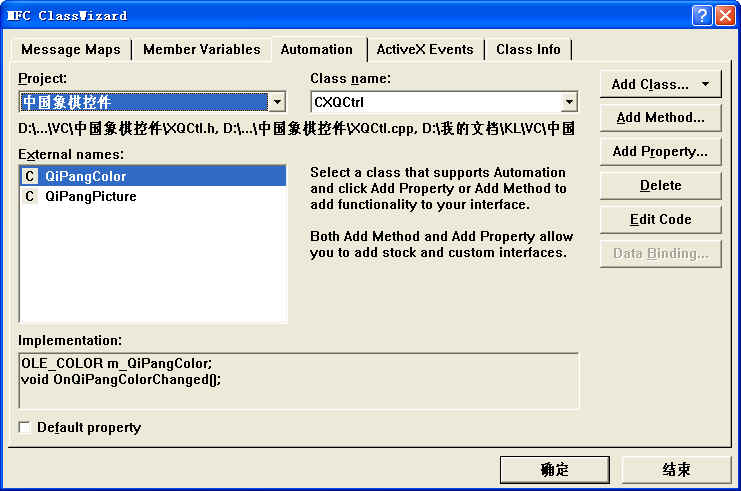 MFC ClassWizard
Message Maps
Member Variables
Automation
ActiveX Events
Class Info
Project:
Class name:
中国象棋控件
CXQCtrl
D:\...\VC\中国象棋控件\XQCtl.h, D:\...\中国象棋控件\XQCtl.cpp, D:\我的文档\KL\VC\中国
External names:
C QiPangColor
C QiPangPicture
Select a class that supports Automation
and click Add Property or Add Method to
add functionality to your interface.
Both Add Method and Add Property allow
you to add stock and custom interfaces.
Add Class...
Add Method...
Add Property...
Delete
Edit Code
Data Binding...
Implementation:
OLE_COLOR m_QiPangColor;
void OnQiPangColorChanged();
Default property
确定
结束